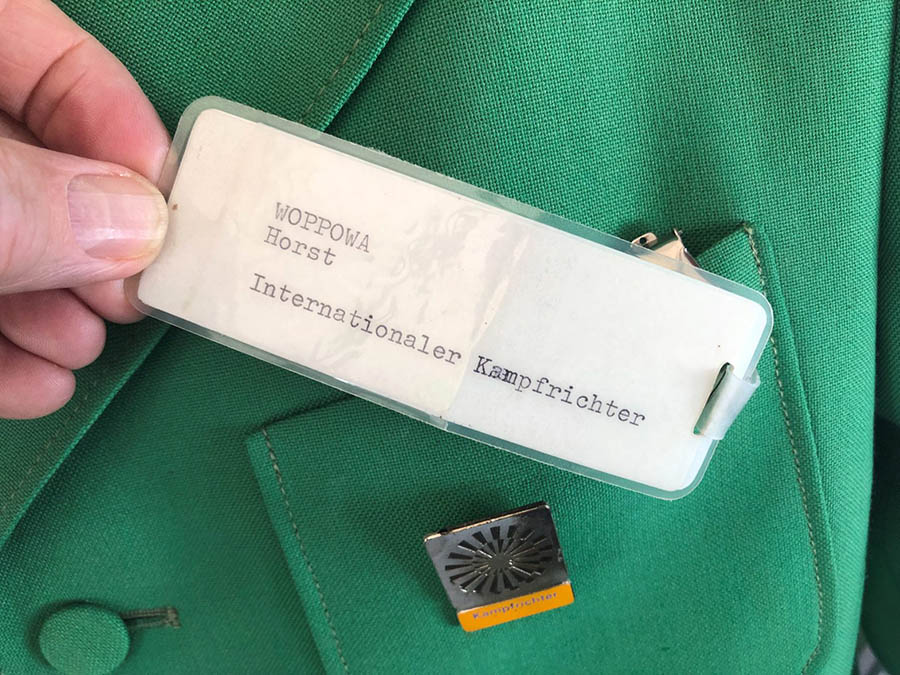 WOPPOWA
Horst
Internationaler Kampfrichter
Kampfrichter